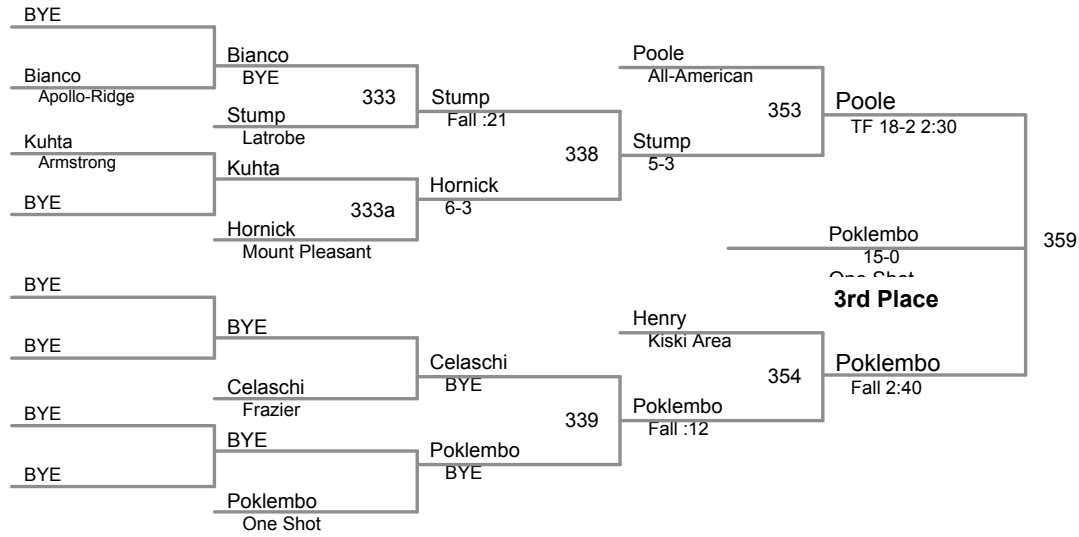 BYE
Bianco
Apollo-Ridge
Kuhta
Armstrong
BYE
BYE
BYE
BYE
BYE
Bianco
BYE
333
Stump
Latrobe
Kuhta
333a
Hornick
Mount Pleasant
BYE
Celaschi
Frazier
BYE
Poklembo
One Shot
Stump
Fall :21
338
Hornick
6-3
Celaschi
BYE
339
Poklembo
BYE
Poole
All-American
353
Stump
5-3
Henry
Kiski Area
354
Poklembo
Fall :12
Poole
TF 18-2 2:30
Poklembo
15-0
One Shot
3rd Place
359
Poklembo
Fall 2:40